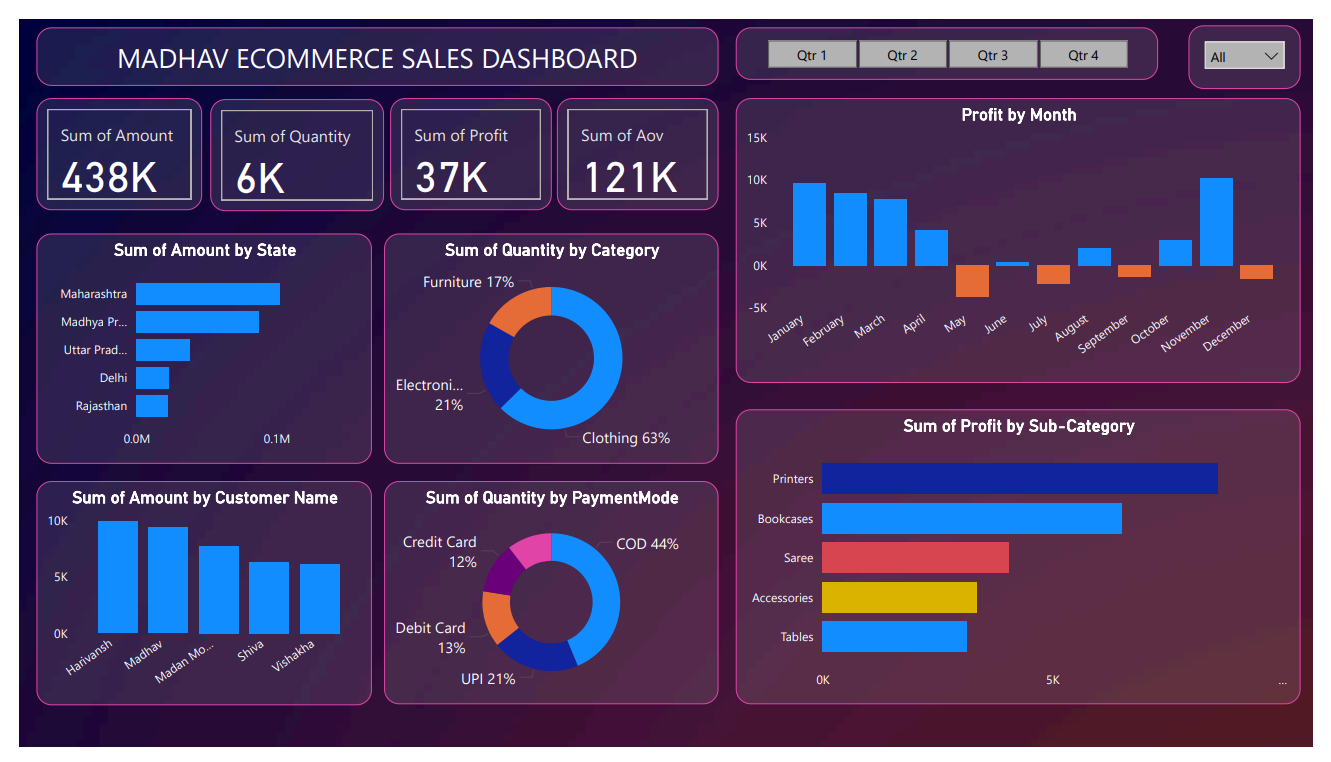 MADHAV ECOMMERCE SALES DASHBOARD
Qtr 1
Qtr 2
Qtr 3
Qtr 4
All
Sum of Amount
438K
Sum of Quantity
6K
Sum of Profit
37K
Sum of Aov
121K
Profit by Month
15K
10K
5K
0K
-5K
January
February
March
April
May
June
July
August
September
October
November
December
Sum of Amount by State
Maharashtra
Madhya Pr...
Uttar Prad...
Delhi
Rajasthan
0.0M
0.1M
Sum of Quantity by Category
Furniture 17%
Electroni...
21%
Clothing 63%
Sum of Profit by Sub-Category
Printers
Bookcases
Saree
Accessories
Tables
0K
5K
...
Sum of Amount by Customer Name
10K
5K
0K
Harivansh
Madhav
Madan Mo...
Shiva
Vishakha
Sum of Quantity by PaymentMode
Credit Card
12%
COD 44%
Debit Card
13%
UPI 21%